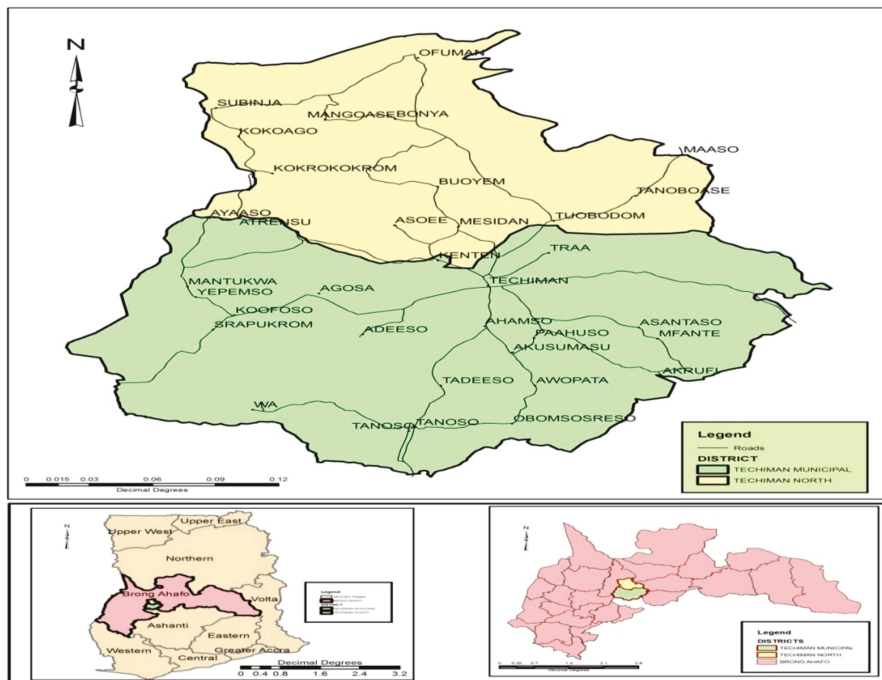 N
OFUMAN
SUBINJA
MANGOASE BONYA
KOKOAGO
MAASO
KOKROKOKROM
BUOYEM
TANOBOASE
AYAASO
ATRENSU
ASOEE
MESIDAN
TUOBODOM
KENTEN
TRAA
MANTUKWA
YEPEMSO
AGOSA
TECHIMAN
KOOFOSO
SRAPUKROM
ADEESO
AHAMSO
PAAHUSO
ASANTASO
MFANTE
AKUSUMASU
AKRUFI
TADEESO
AWOPATA
WA
TANOSO
TANOSO
OBOMSOSRESO
0 0.015 0.03 0.06 0.09 0.12
Decimal Degrees
Legend
Roads
DISTRICT
TECHIMAN MUNICIPAL
TECHIMAN NORTH
Upper East
Upper West
Northern
Brong Ahafo
Volta
Ashanti
Eastern
Western
Central
Greater Accra
Decimal Degrees
0 0.4 0.8 1.6 2.4 3.2
Legend
DISTRICTS
TECHIMAN MUNICIPAL
TECHIMAN NORTH
BRONG AHAFO
Decimal Degrees